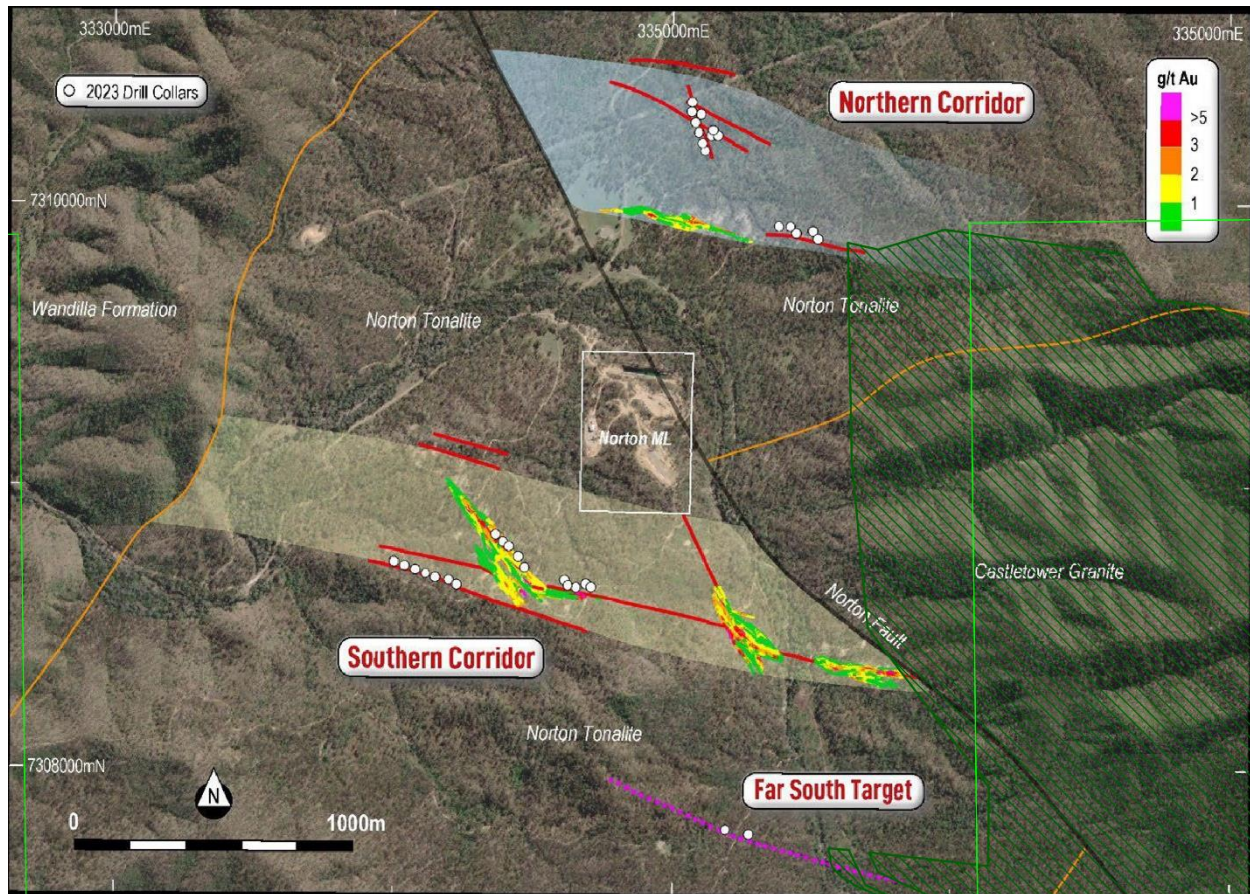 333000mE
335000mE
335000mE
2023 Drill Collars
g/t Au
>5
3
2
1
Northern Corridor
7310000mN
Wandilla Formation
Norton Tonalite
Norton Tonalite
Norton ML
Castletower Granite
Norton Fault
Southern Corridor
Norton Tonalite
7308000mN
Far South Target
N
0
1000m